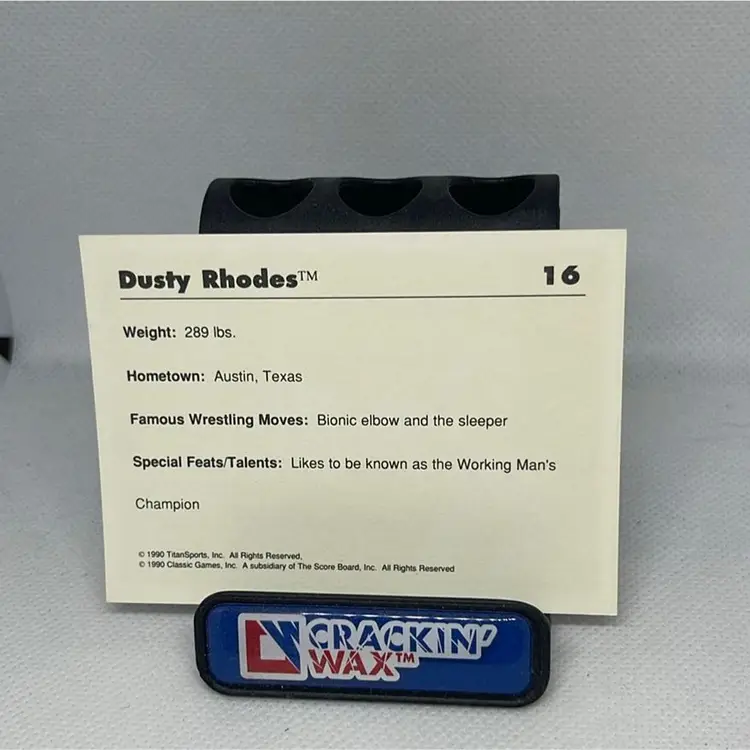 Dusty Rhodes™ 16
Weight: 289 lbs.
Hometown: Austin, Texas
Famous Wrestling Moves: Bionic elbow and the sleeper
Special Feats/Talents: Likes to be known as the Working Man's
Champion
© 1990 TitanSports, Inc. All Rights Reserved.
© 1990 Classic Games, Inc. A subsidiary of The Score Board, Inc. All Rights Reserved
CW CRACKIN'
WAX™